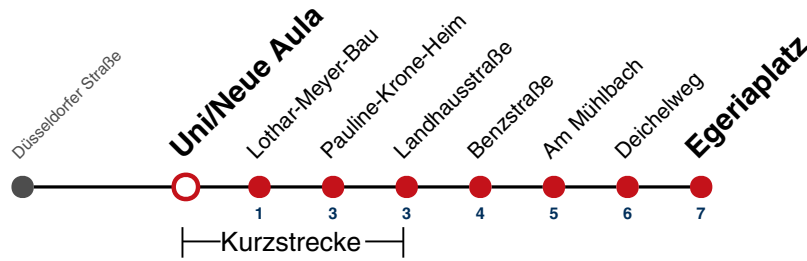 Düsseldorfer Straße
Uni/Neue Aula
Lothar-Meyer-Bau
Pauline-Krone-Heim
Landhausstraße
Benzstraße
Am Mühlbach
Deichelweg
Egeriaplatz
1 3 3 4 5 6 7
Kurzstrecke